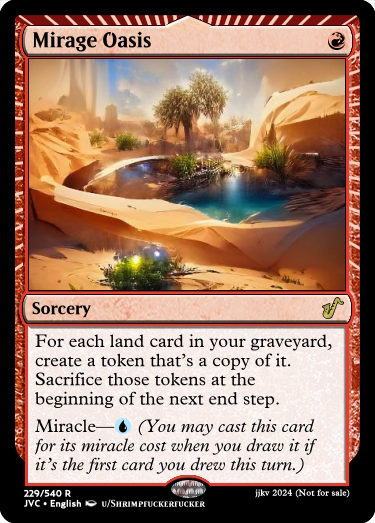 Mirage Oasis
Sorcery
For each land card in your graveyard,
create a token that's a copy of it.
Sacrifice those tokens at the
beginning of the next end step.
Miracle— (You may cast this card
for its miracle cost when you draw it if
it's the first card you drew this turn.)
229/540 R
JVC • English u/Shrimpfuckerfucker
jjkv 2024 (Not for sale)